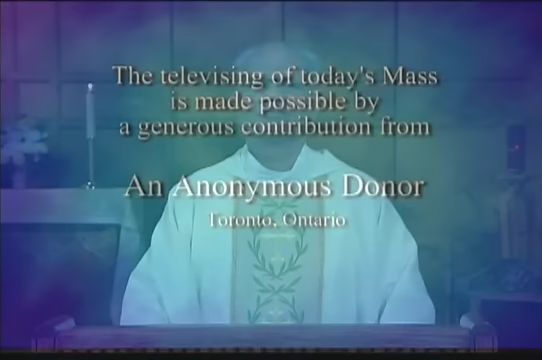 The televising of today's Mass
is made possible by
a generous contribution from
An Anonymous Donor
Toronto, Ontario